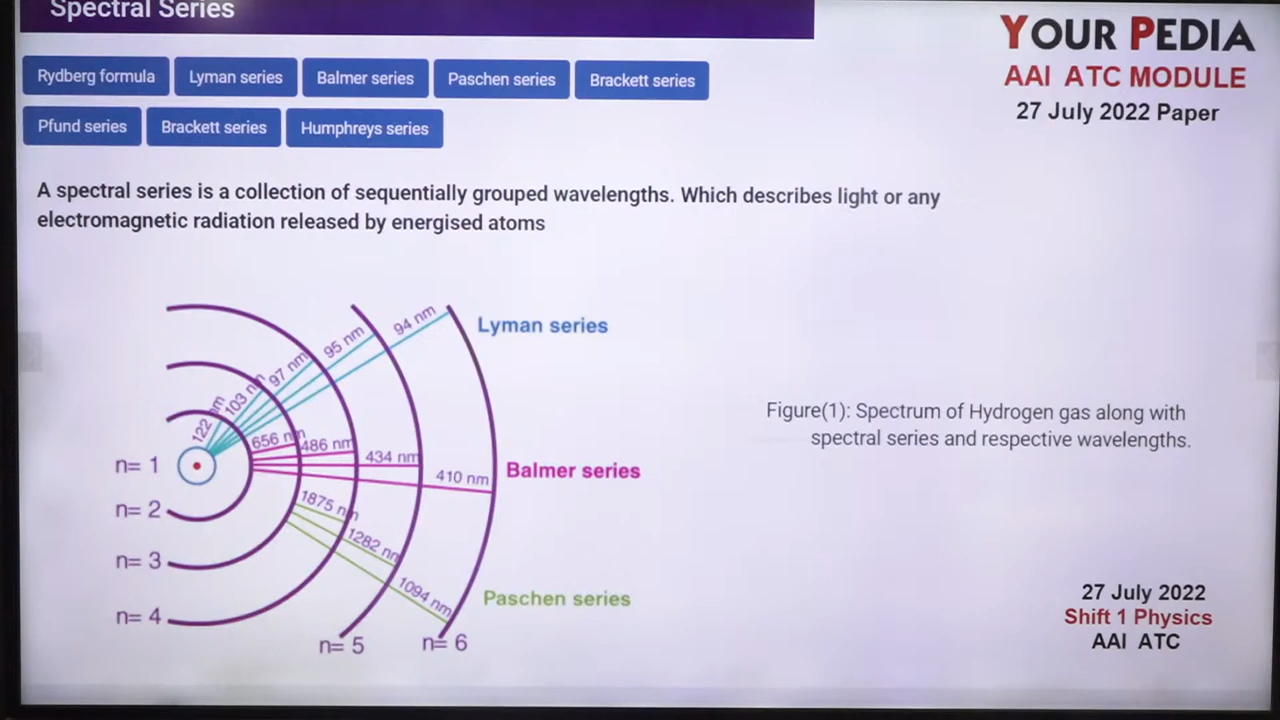 Spectral Series
YOUR PEDIA
AAI ATC MODULE
27 July 2022 Paper
Rydberg formula
Lyman series
Balmer series
Paschen series
Brackett series
Pfund series
Brackett series
Humphreys series
A spectral series is a collection of sequentially grouped wavelengths. Which describes light or any
electromagnetic radiation released by energised atoms
122 nm
103 nm
97 nm
95 nm
94 nm
Lyman series
656 nm
486 nm
434 nm
410 nm
Balmer series
1875 nm
1282 nm
1094 nm
Paschen series
n= 1
n= 2
n= 3
n= 4
n= 5
n= 6
Figure(1): Spectrum of Hydrogen gas along with
spectral series and respective wavelengths.
27 July 2022
Shift 1 Physics
AAI ATC